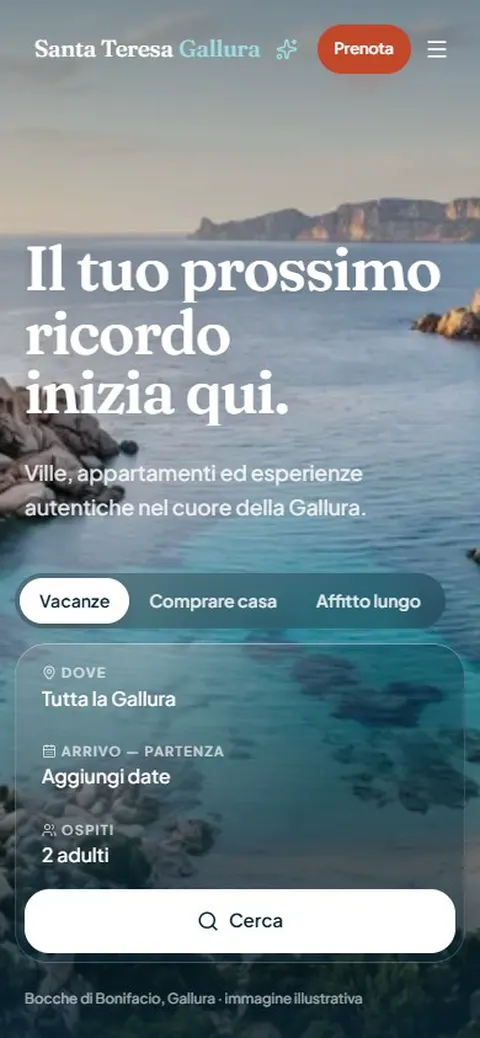 Santa Teresa Gallura
Prenota
Il tuo prossimo
ricordo
inizia qui.
Ville, appartamenti ed esperienze
autentiche nel cuore della Gallura.
Vacanze
Comprare casa
Affitto lungo
DOVE
Tutta la Gallura
ARRIVO — PARTENZA
Aggiungi date
OSPITI
2 adulti
Cerca
Bocche di Bonifacio, Gallura · immagine illustrativa